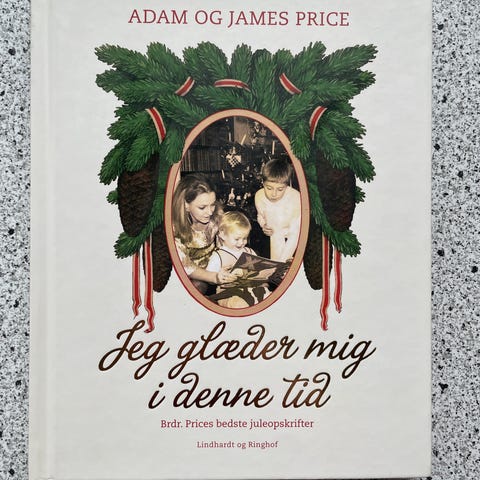 ADAM OG JAMES PRICE
Jeg glæder mig
i denne tid
Brdr. Prices bedste juleopskrifter
Lindhardt og Ringhof